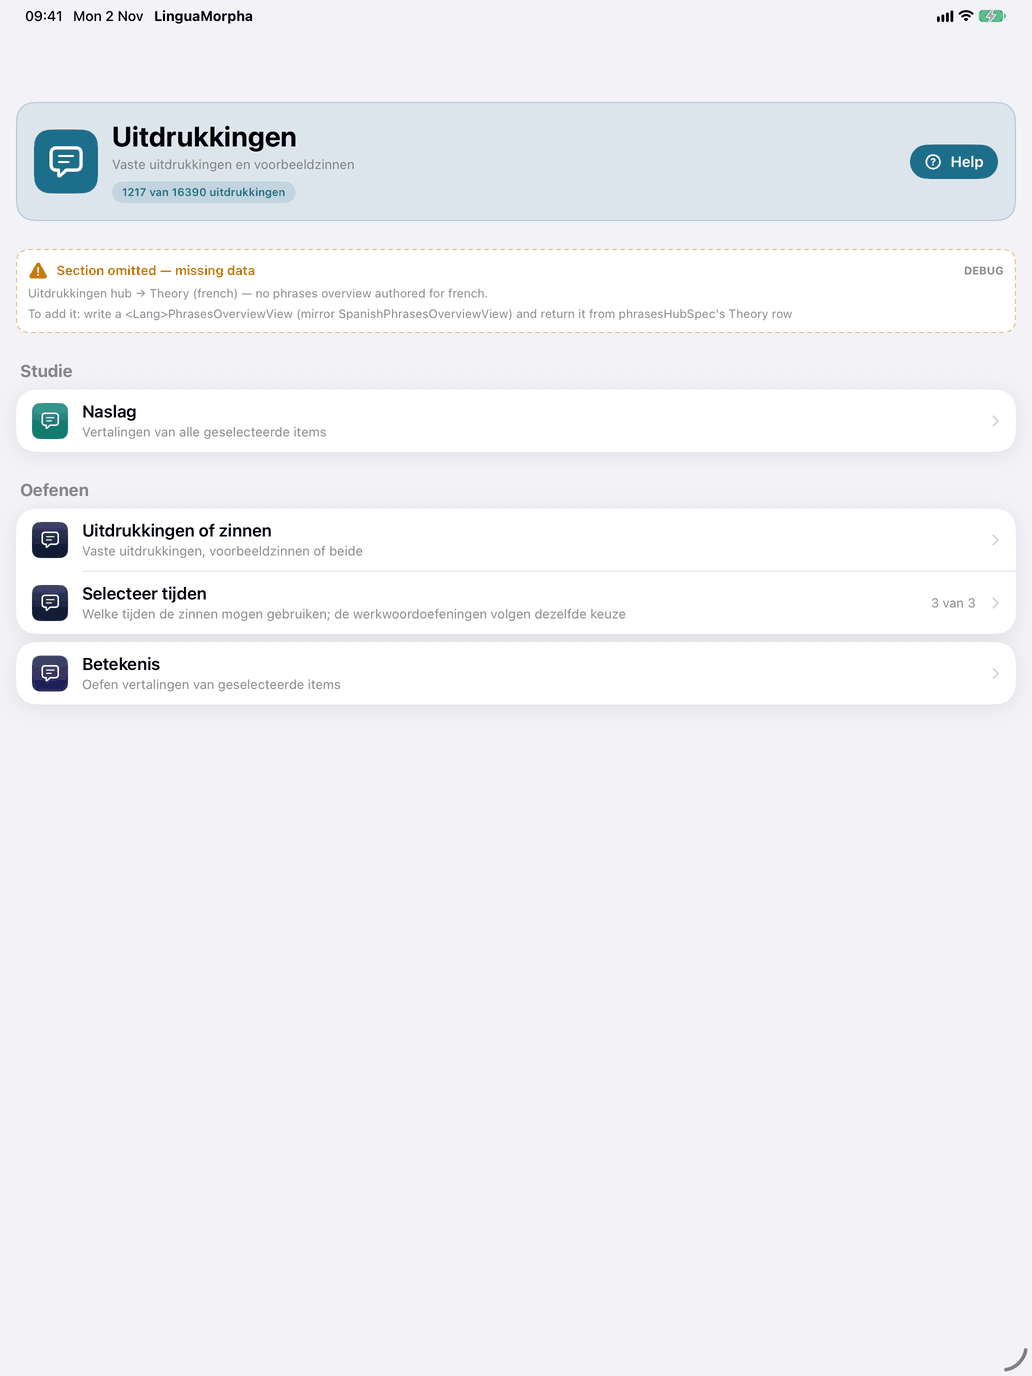 09:41 Mon 2 Nov LinguaMorpha
Uitdrukkingen
Vaste uitdrukkingen en voorbeeldzinnen
1217 van 16390 uitdrukkingen
Help
Section omitted — missing data
DEBUG
Uitdrukkingen hub → Theory (french) — no phrases overview authored for french.
To add it: write a <Lang>PhrasesOverviewView (mirror SpanishPhrasesOverviewView) and return it from phrasesHubSpec's Theory row
Studie
Naslag
Vertalingen van alle geselecteerde items
Oefenen
Uitdrukkingen of zinnen
Vaste uitdrukkingen, voorbeeldzinnen of beide
Selecteer tijden
Welke tijden de zinnen mogen gebruiken; de werkwoordoefeningen volgen dezelfde keuze
3 van 3
Betekenis
Oefen vertalingen van geselecteerde items